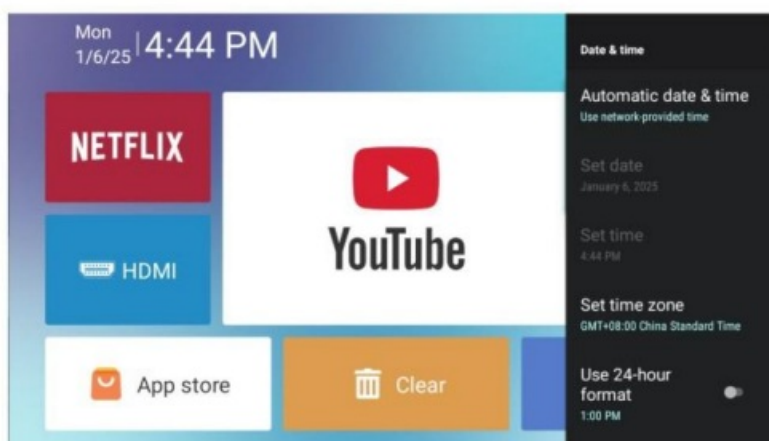 Mon
1/6/25
4:44 PM
NETFLIX
YouTube
HDMI
App store
Clear
Date & time
Automatic date & time
Use network-provided time
Set date
January 6, 2025
Set time
4:44 PM
Set time zone
GMT+08:00 China Standard Time
Use 24-hour
format
1:00 PM